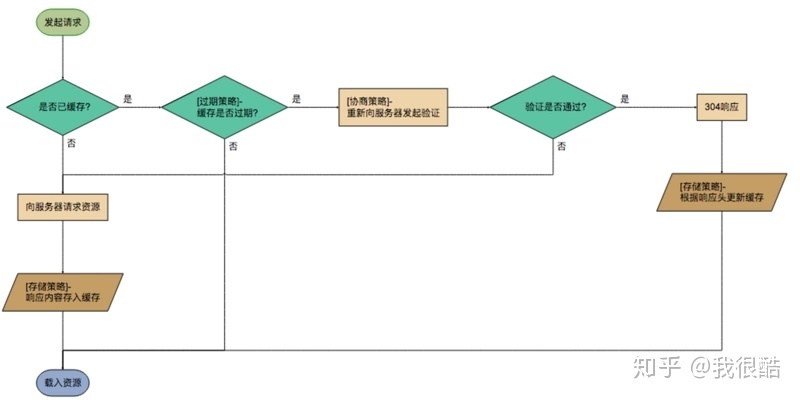 发起请求
是否已缓存?
是
[过期策略]-
缓存是否过期?
是
[协商策略]-
重新向服务器发起验证
验证是否通过?
是
304响应
否
否
否
[存储策略]-
根据响应头更新缓存
向服务器请求资源
[存储策略]-
响应内容存入缓存
载入资源
知乎 @我很酷